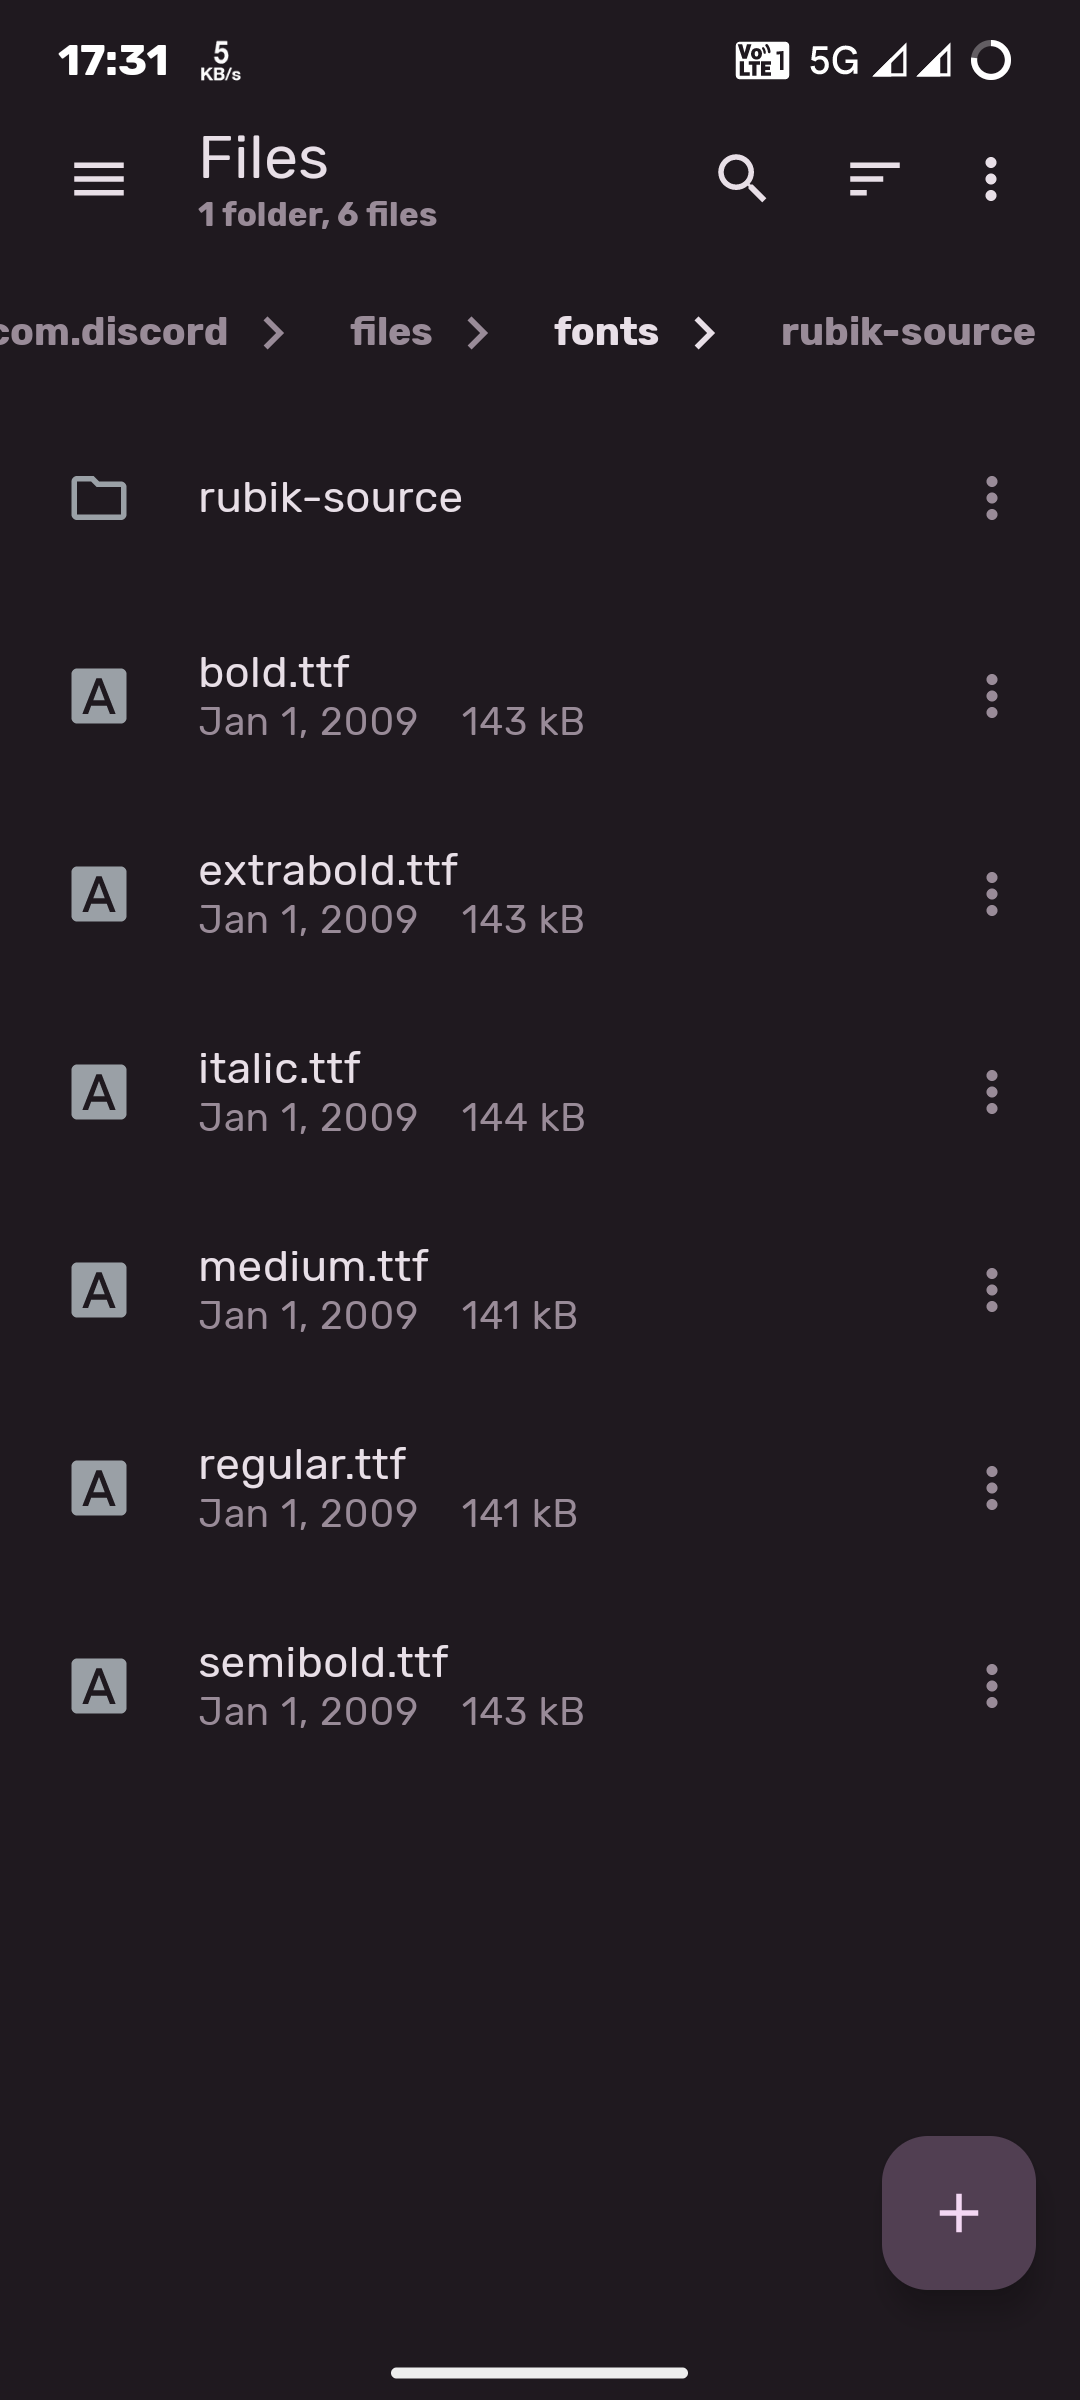 17:31 5 KB/s VoLTE 1 5G
Files
1 folder, 6 files
com.discord files fonts rubik-source
rubik-source
bold.ttf
Jan 1, 2009 143 kB
extrabold.ttf
Jan 1, 2009 143 kB
italic.ttf
Jan 1, 2009 144 kB
medium.ttf
Jan 1, 2009 141 kB
regular.ttf
Jan 1, 2009 141 kB
semibold.ttf
Jan 1, 2009 143 kB